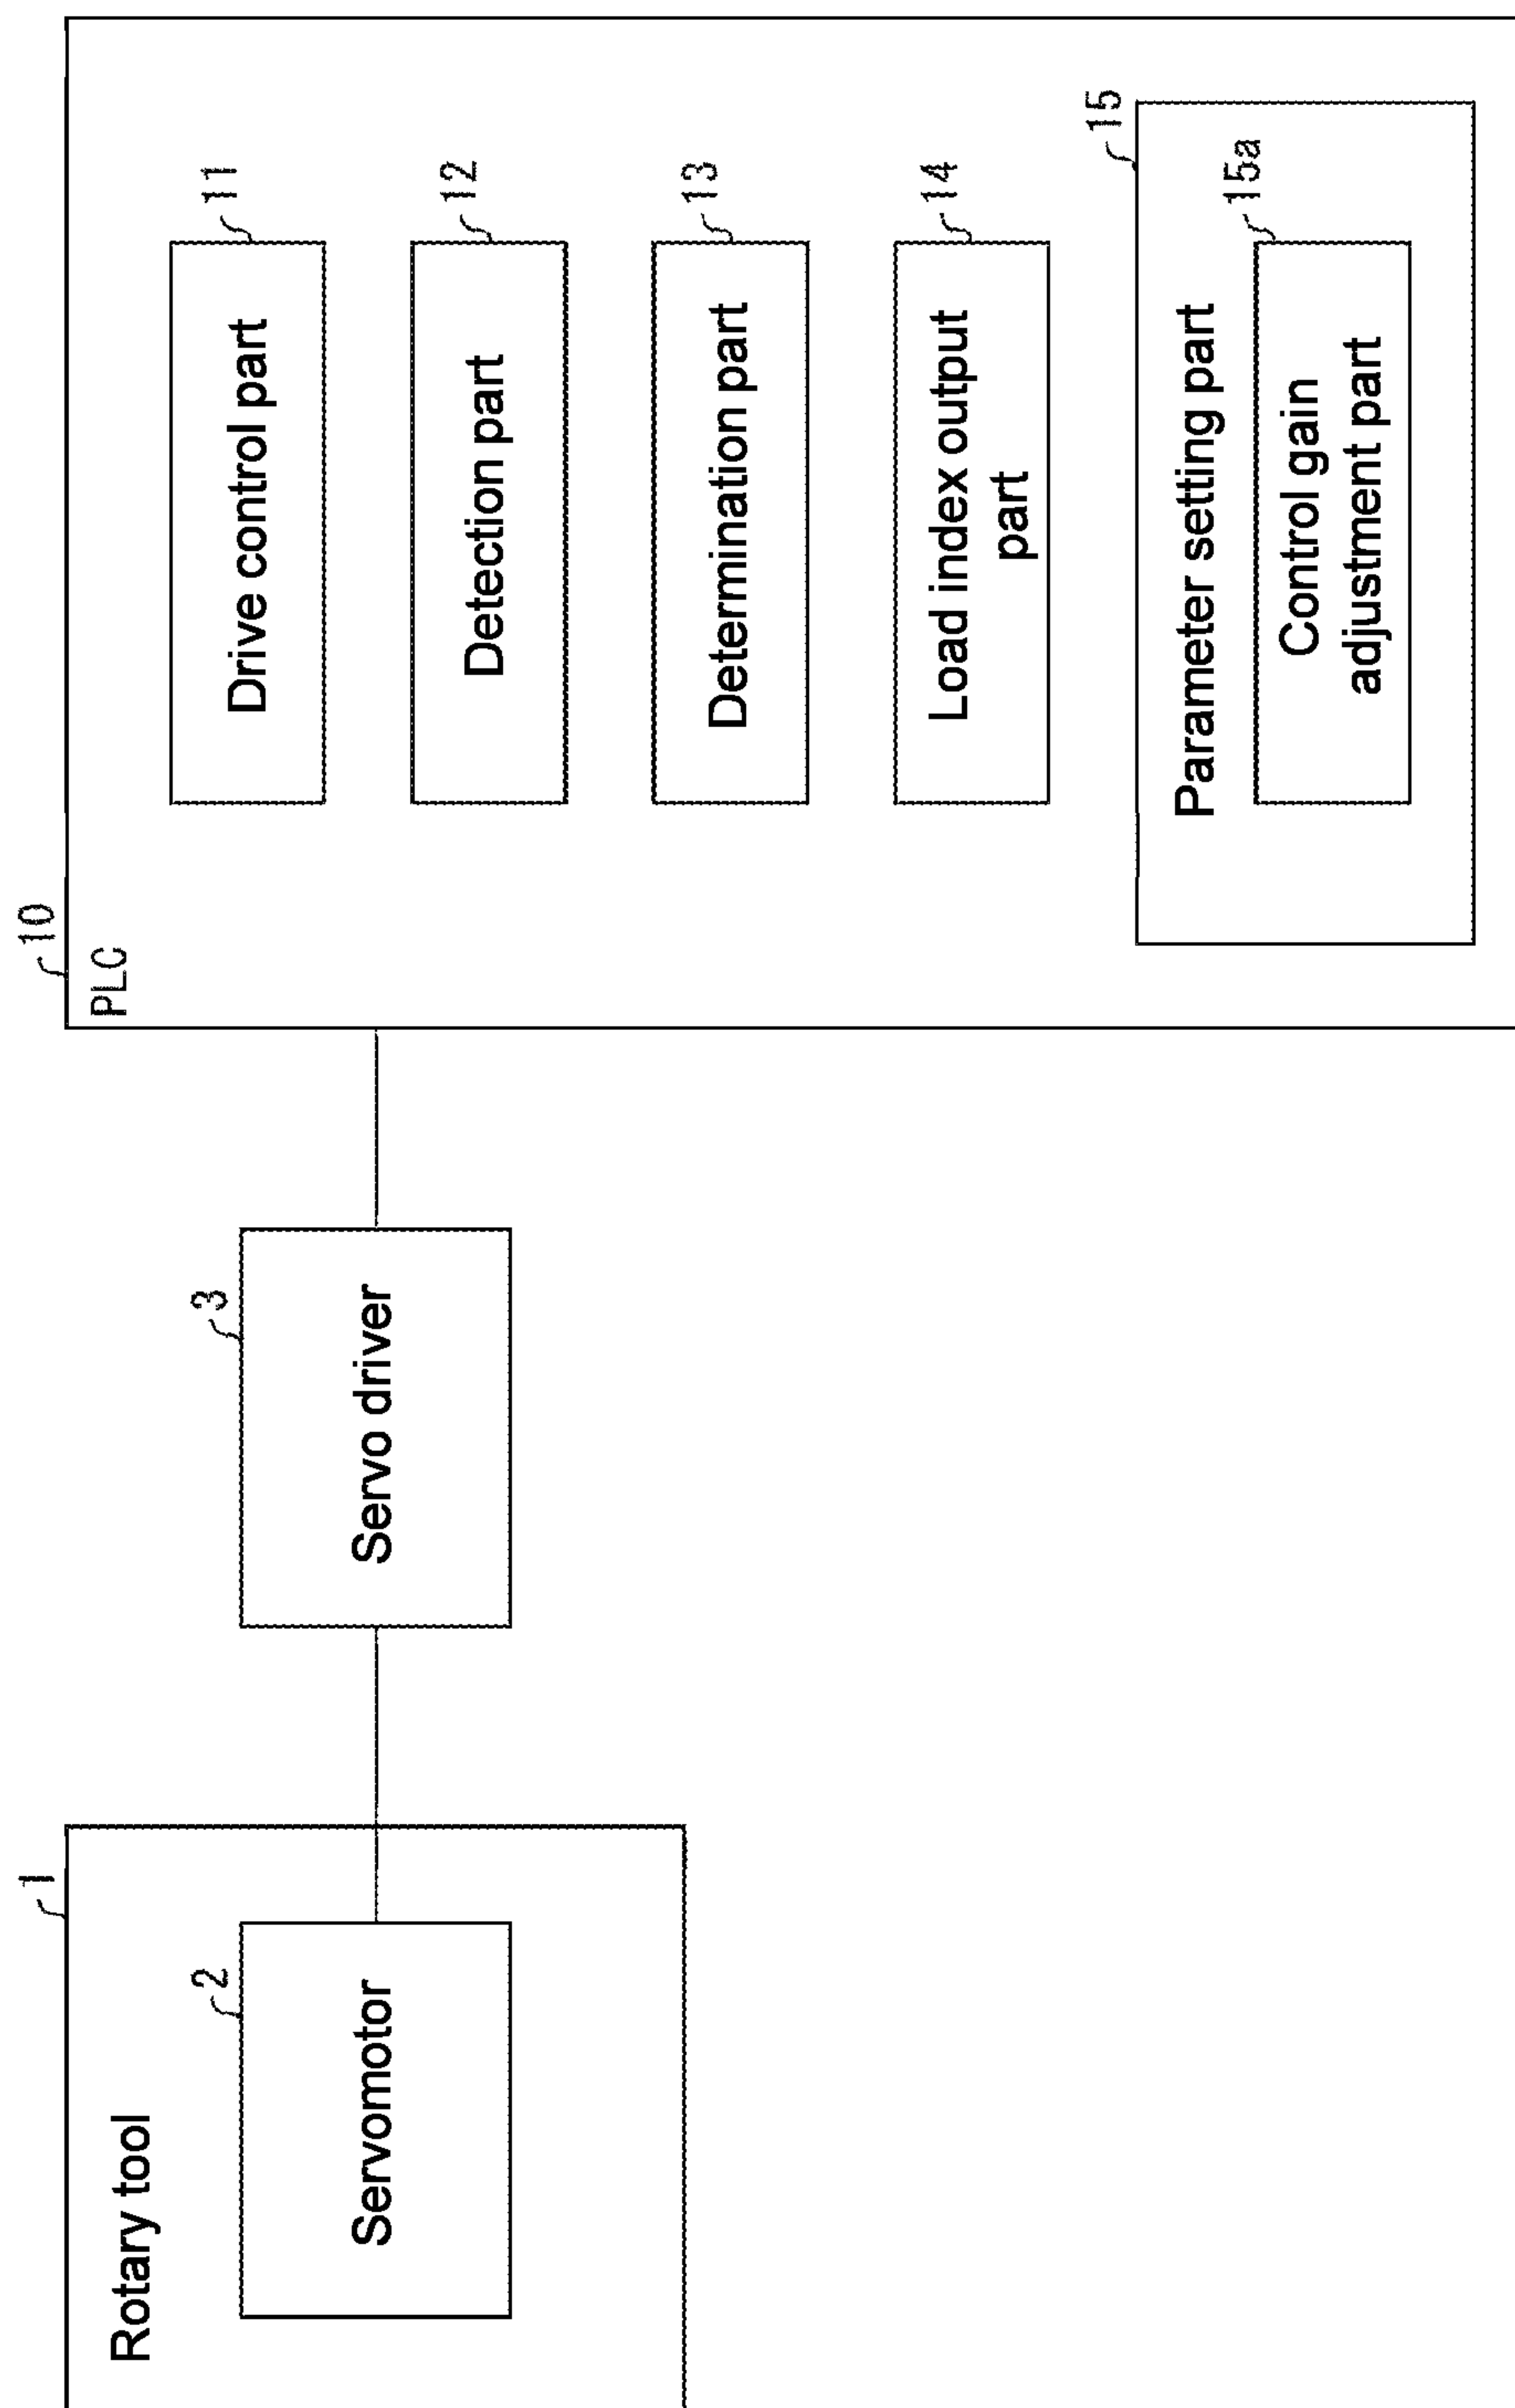 1
Rotary tool
2
Servomotor
3
Servo driver
10
PLC
11
Drive control part
12
Detection part
13
Determination part
14
Load index output
part
15
Parameter setting part
15a
Control gain
adjustment part